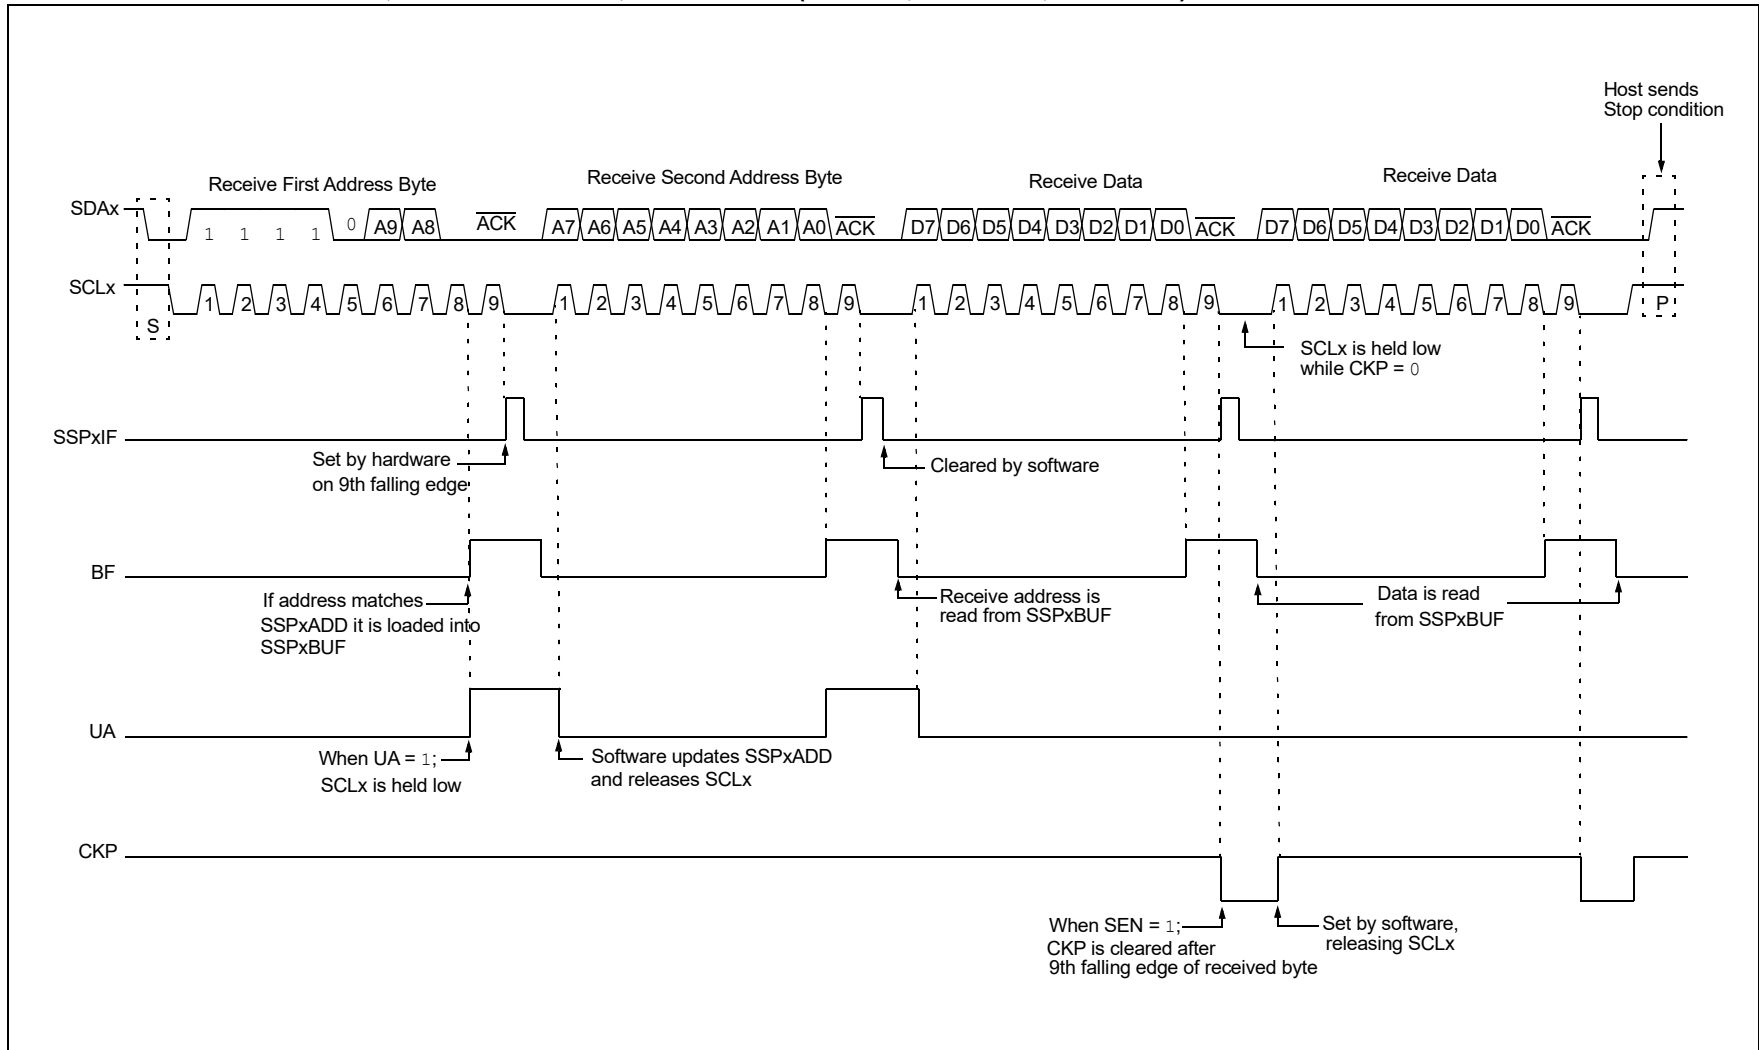 Host sends
Stop condition
Receive First Address Byte
Receive Second Address Byte
Receive Data
Receive Data
SDAx
1 1 1 1 0 A9 A8 ACK A7 A6 A5 A4 A3 A2 A1 A0 ACK D7 D6 D5 D4 D3 D2 D1 D0 ACK D7 D6 D5 D4 D3 D2 D1 D0 ACK
SCLx
S 1 2 3 4 5 6 7 8 9 1 2 3 4 5 6 7 8 9 1 2 3 4 5 6 7 8 9 1 2 3 4 5 6 7 8 9 P
SCLx is held low
while CKP = 0
SSPxIF
Set by hardware
on 9th falling edge
Cleared by software
BF
If address matches
SSPxADD it is loaded into
SSPxBUF
Receive address is
read from SSPxBUF
Data is read
from SSPxBUF
UA
When UA = 1;
SCLx is held low
Software updates SSPxADD
and releases SCLx
CKP
When SEN = 1;
CKP is cleared after
9th falling edge of received byte
Set by software,
releasing SCLx